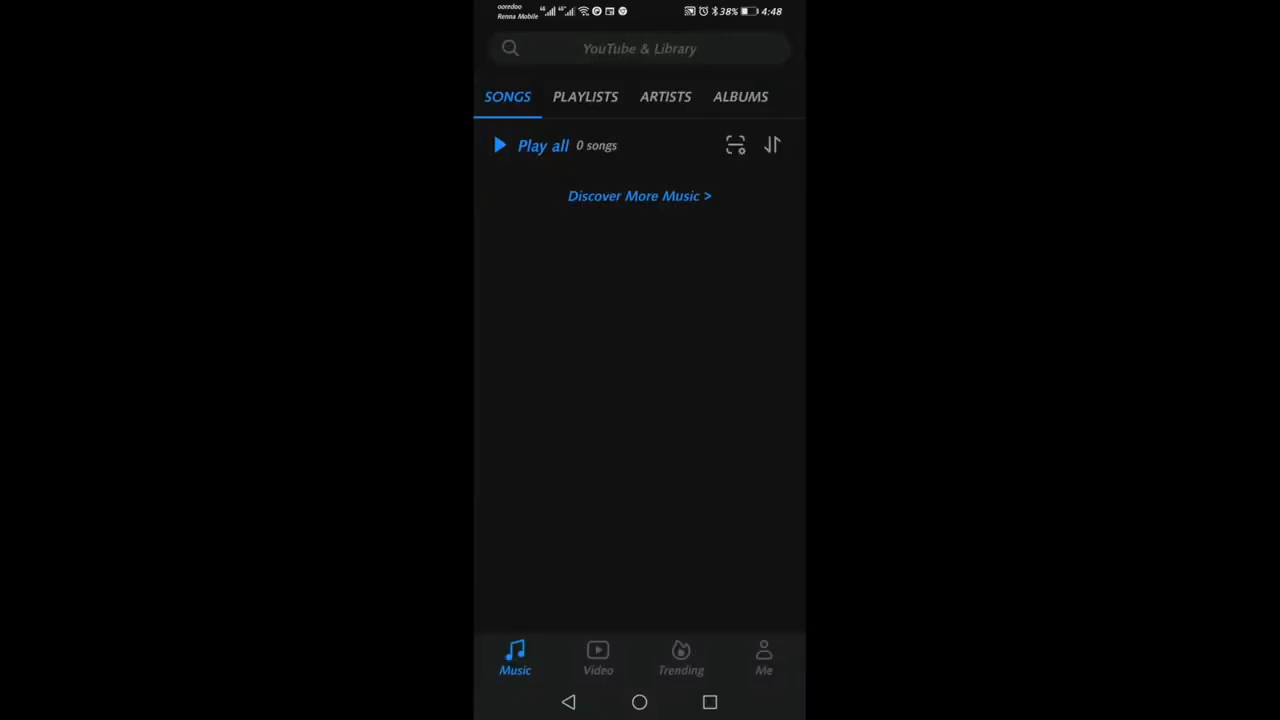 ooredoo
Renna Mobile
38% 4:48
YouTube & Library
SONGS PLAYLISTS ARTISTS ALBUMS
Play all 0 songs
Discover More Music >
Music Video Trending Me